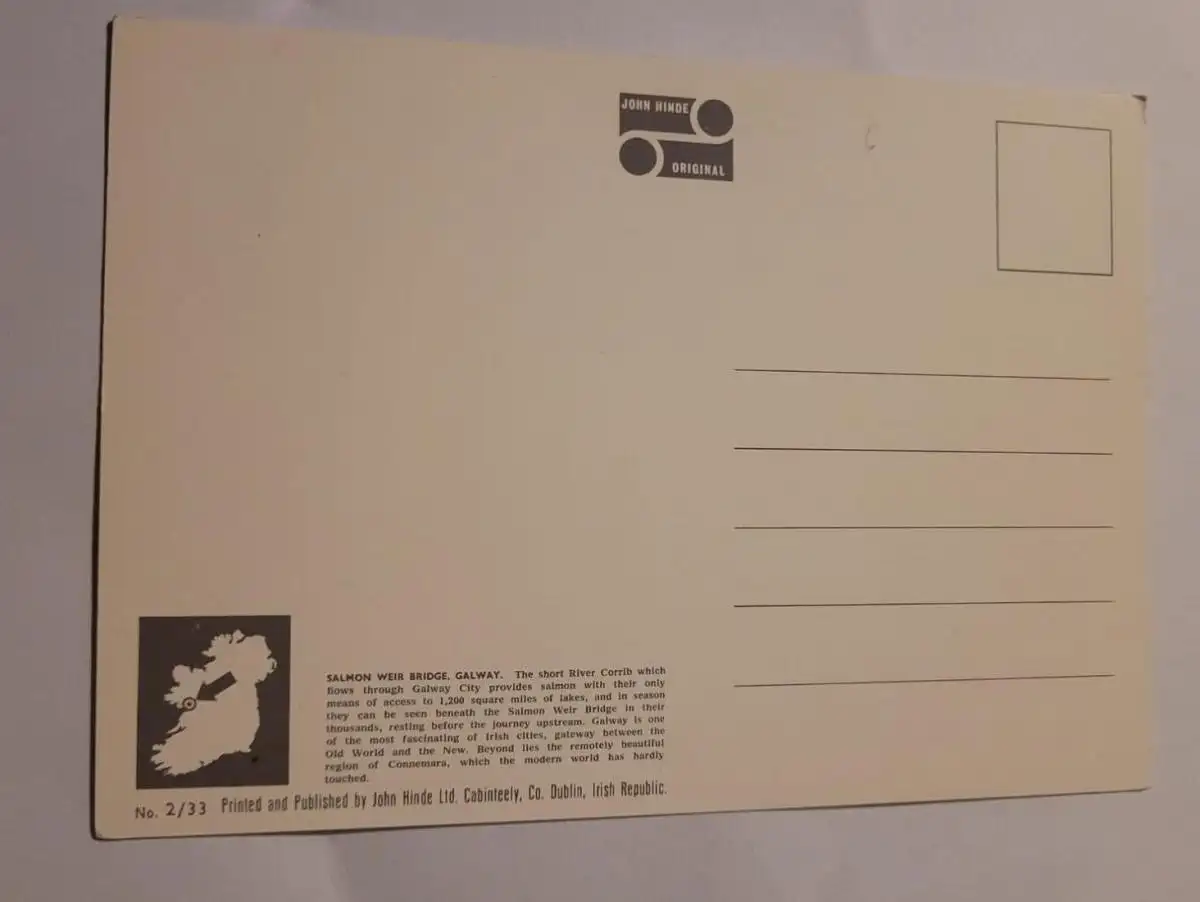 JOHN HINDE
ORIGINAL
SALMON WEIR BRIDGE, GALWAY. The short River Corrib which
flows through Galway City provides salmon with their only
means of access to 1,200 square miles of lakes, and in season
they can be seen beneath the Salmon Weir Bridge in their
thousands, resting before the journey upstream. Galway is one
of the most fascinating of Irish cities, gateway between the
Old World and the New. Beyond lies the remotely beautiful
region of Connemara, which the modern world has hardly
touched.
No. 2/33 Printed and Published by John Hinde Ltd. Cabinteely, Co. Dublin, Irish Republic.